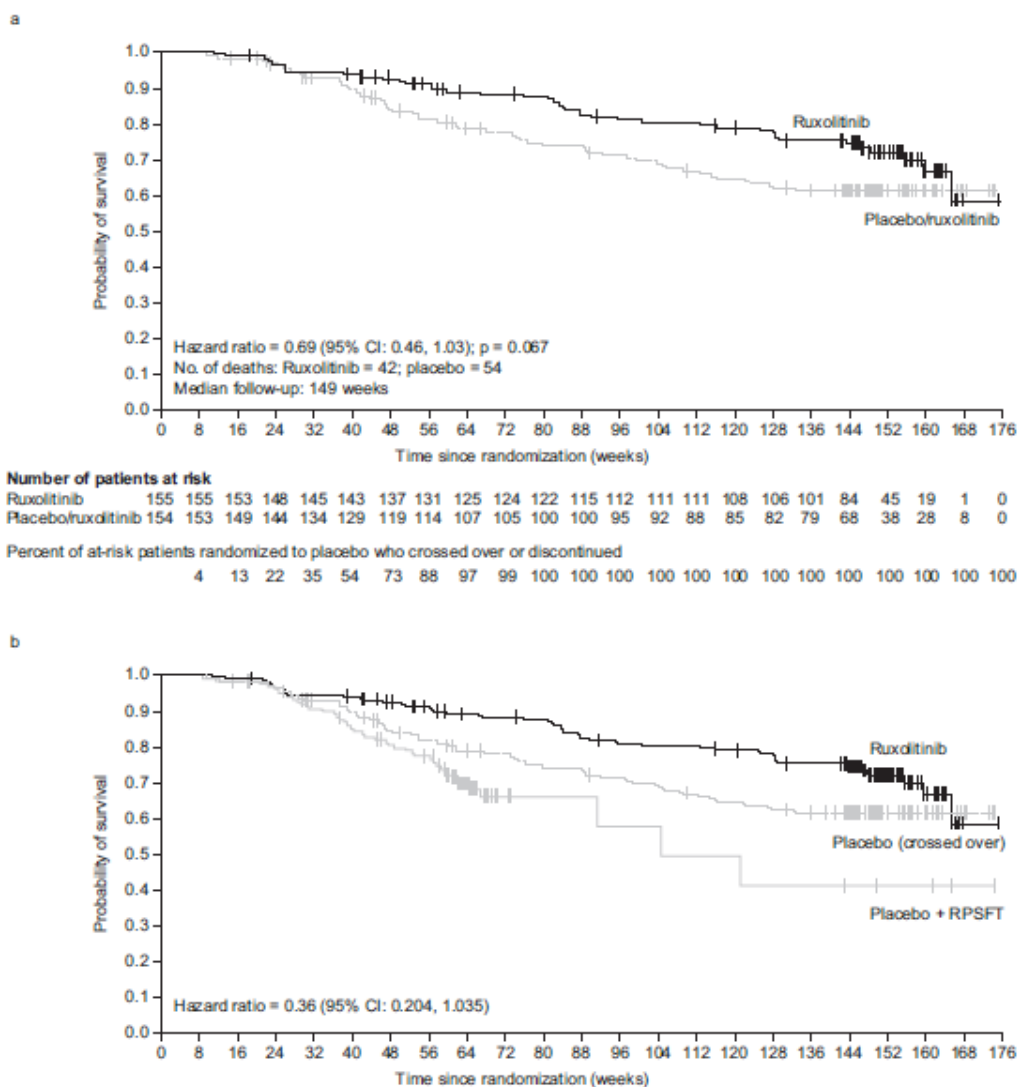 a
Probability of survival
1.0
0.9
0.8
0.7
0.6
0.5
0.4
0.3
0.2
0.1
0.0
Ruxolitinib
Placebo/ruxolitinib
Hazard ratio = 0.69 (95% CI: 0.46, 1.03); p = 0.067
No. of deaths: Ruxolitinib = 42; placebo = 54
Median follow-up: 149 weeks
0 8 16 24 32 40 48 56 64 72 80 88 96 104 112 120 128 136 144 152 160 168 176
Time since randomization (weeks)
Number of patients at risk
Ruxolitinib 155 155 153 148 145 143 137 131 125 124 122 115 112 111 111 108 106 101 84 45 19 1 0
Placebo/ruxolitinib 154 153 149 144 134 129 119 114 107 105 100 100 95 92 88 85 82 79 68 38 28 8 0
Percent of at-risk patients randomized to placebo who crossed over or discontinued
4 13 22 35 54 73 88 97 99 100 100 100 100 100 100 100 100 100 100 100 100 100
b
Probability of survival
1.0
0.9
0.8
0.7
0.6
0.5
0.4
0.3
0.2
0.1
0.0
Ruxolitinib
Placebo (crossed over)
Placebo + RPSFT
Hazard ratio = 0.36 (95% CI: 0.204, 1.035)
0 8 16 24 32 40 48 56 64 72 80 88 96 104 112 120 128 136 144 152 160 168 176
Time since randomization (weeks)